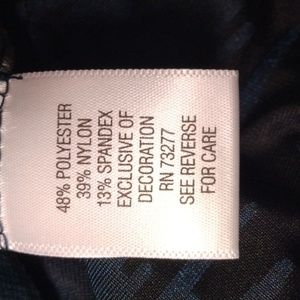 48% POLYESTER
39% NYLON
13% SPANDEX
EXCLUSIVE OF
DECORATION
RN 73277
SEE REVERSE
FOR CARE